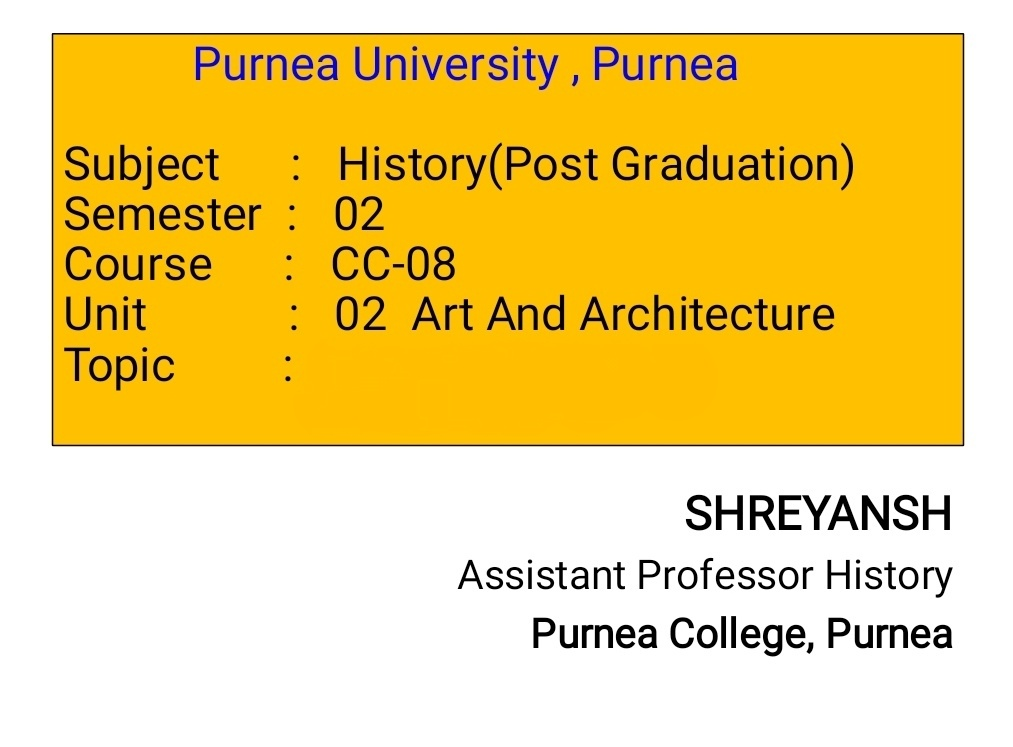 Purnea University , Purnea
Subject : History(Post Graduation)
Semester : 02
Course : CC-08
Unit : 02 Art And Architecture
Topic :
SHREYANSH
Assistant Professor History
Purnea College, Purnea